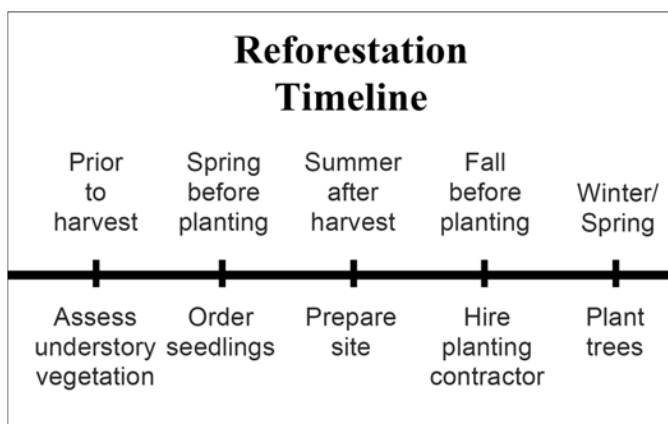 Reforestation
Timeline
Prior
to
harvest
Spring
before
planting
Summer
after
harvest
Fall
before
planting
Winter/
Spring
Assess
understory
vegetation
Order
seedlings
Prepare
site
Hire
planting
contractor
Plant
trees